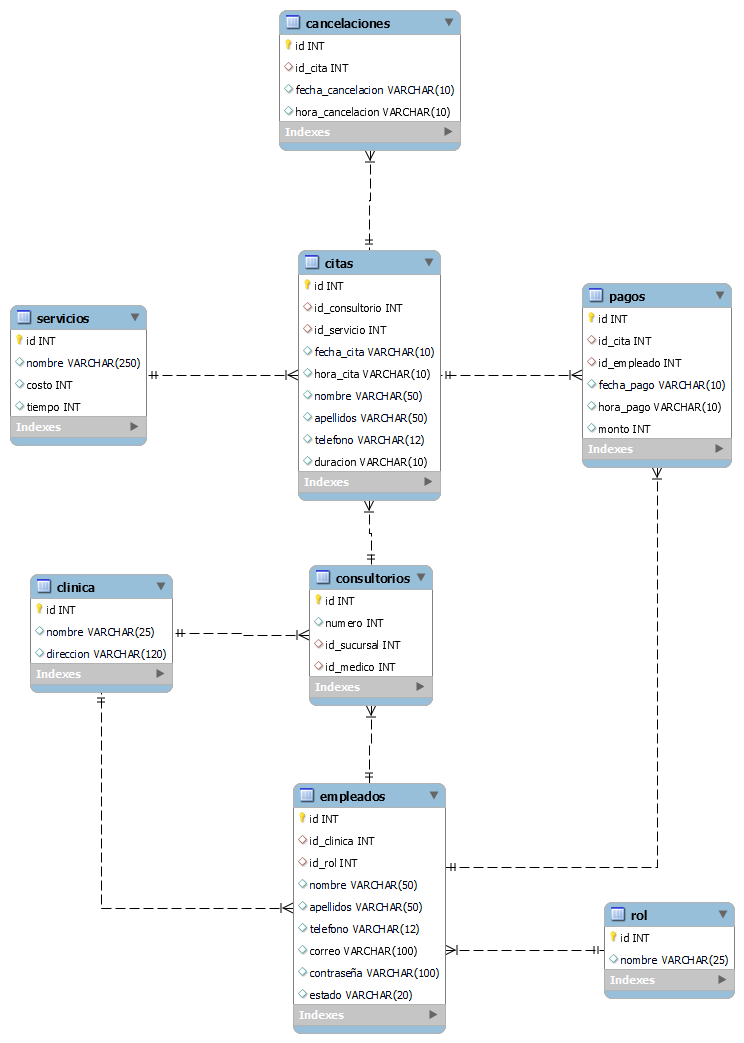 cancelaciones
id INT
id_cita INT
fecha_cancelacion VARCHAR(10)
hora_cancelacion VARCHAR(10)
Indexes
citas
id INT
id_consultorio INT
id_servicio INT
fecha_cita VARCHAR(10)
hora_cita VARCHAR(10)
nombre VARCHAR(50)
apellidos VARCHAR(50)
telefono VARCHAR(12)
duracion VARCHAR(10)
Indexes
servicios
id INT
nombre VARCHAR(250)
costo INT
tiempo INT
Indexes
pagos
id INT
id_cita INT
id_empleado INT
fecha_pago VARCHAR(10)
hora_pago VARCHAR(10)
monto INT
Indexes
clinica
id INT
nombre VARCHAR(25)
direccion VARCHAR(120)
Indexes
consultorios
id INT
numero INT
id_sucursal INT
id_medico INT
Indexes
empleados
id INT
id_clinica INT
id_rol INT
nombre VARCHAR(50)
apellidos VARCHAR(50)
telefono VARCHAR(12)
correo VARCHAR(100)
contraseña VARCHAR(100)
estado VARCHAR(20)
Indexes
rol
id INT
nombre VARCHAR(25)
Indexes